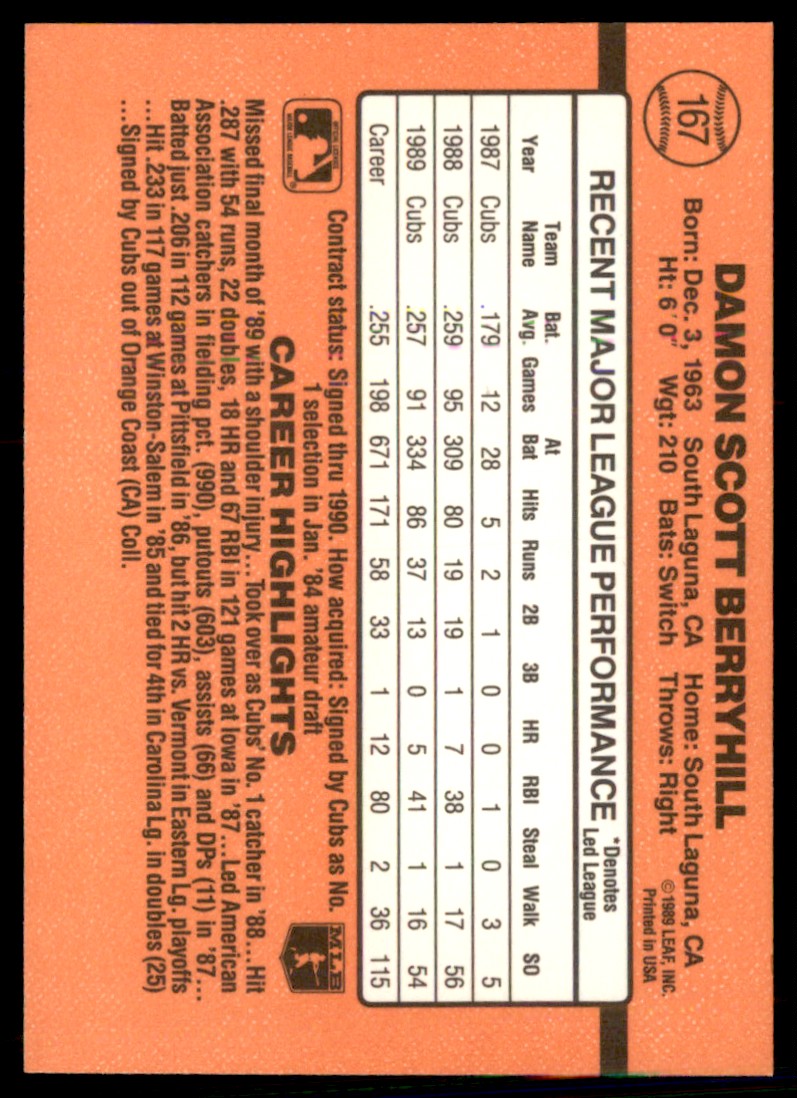 167
DAMON SCOTT BERRYHILL
Born: Dec. 3, 1963 South Laguna, CA Home: South Laguna, CA
Ht: 6' 0" Wgt: 210 Bats: Switch Throws: Right
© 1989 LEAF, INC.
Printed in USA
RECENT MAJOR LEAGUE PERFORMANCE
*Denotes
Led League
Year Team Name Bat. Avg. Games At Bat Hits Runs 2B 3B HR RBI Steal Walk SO
1987 Cubs .179 12 28 5 2 1 0 0 1 0 3 5
1988 Cubs .259 95 309 80 19 19 1 7 38 1 17 56
1989 Cubs .257 91 334 86 37 13 0 5 41 1 16 54
Career .255 198 671 171 58 33 1 12 80 2 36 115
Contract status: Signed thru 1990. How acquired: Signed by Cubs as No.
1 selection in Jan. '84 amateur draft
MLB
CAREER HIGHLIGHTS
Missed final month of '89 with a shoulder injury... Took over as Cubs' No. 1 catcher in '88... Hit
.287 with 54 runs, 22 doubles, 18 HR and 67 RBI in 121 games at Iowa in '87... Led American
Association catchers in fielding pct. (990), putouts (603), assists (66) and DPs (11) in '87...
Batted just .206 in 112 games at Pittsfield in '86, but hit 2 HR vs. Vermont in Eastern Lg. playoffs
...Hit .233 in 117 games at Winston-Salem in '85 and tied for 4th in Carolina Lg. in doubles (25)
...Signed by Cubs out of Orange Coast (CA) Coll.